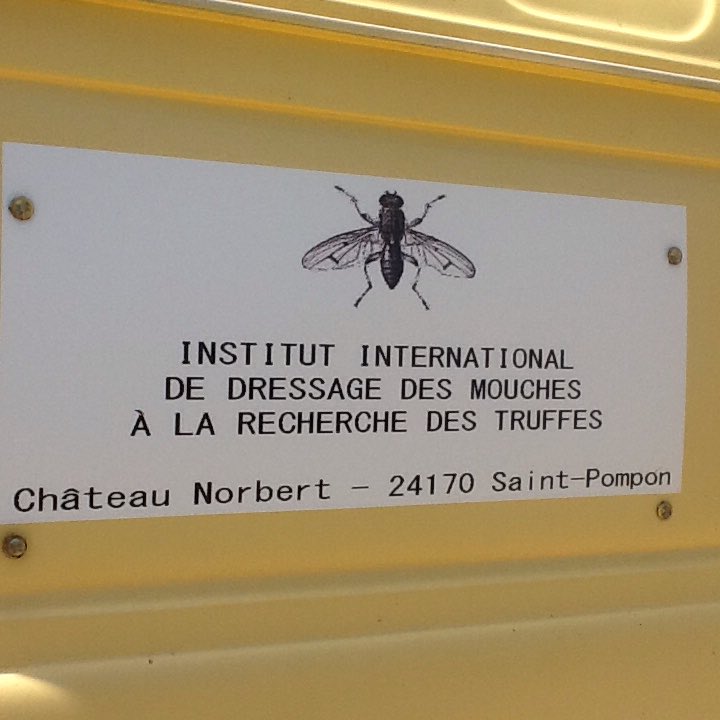 INSTITUT INTERNATIONAL
DE DRESSAGE DES MOUCHES
À LA RECHERCHE DES TRUFFES
Château Norbert – 24170 Saint-Pompon